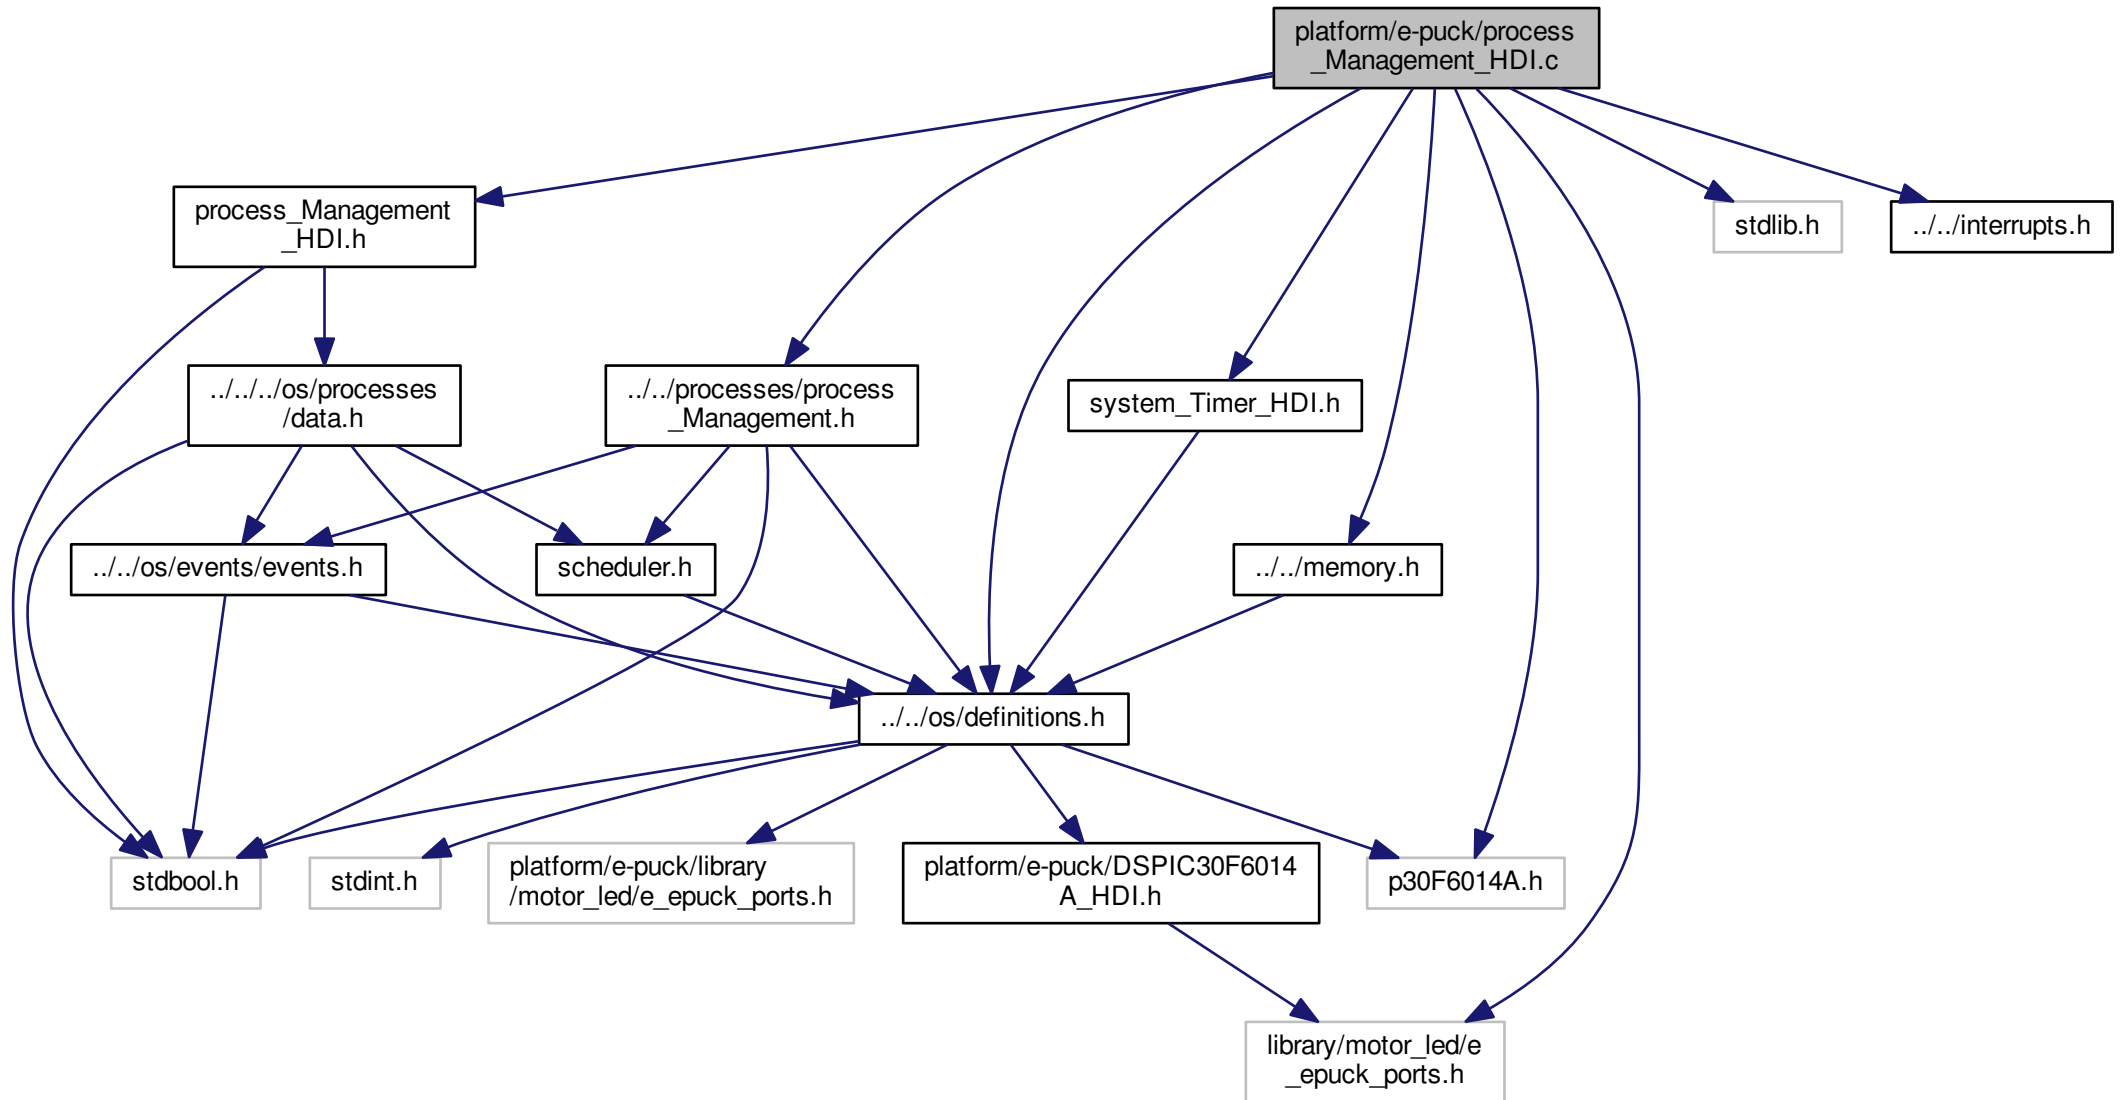 platform/e-puck/process
_Management_HDI.c
process_Management
_HDI.h
stdlib.h
../../interrupts.h
../../../os/processes
/data.h
../../processes/process
_Management.h
system_Timer_HDI.h
../../os/events/events.h
scheduler.h
../../memory.h
../../os/definitions.h
stdbool.h
stdint.h
platform/e-puck/library
/motor_led/e_epuck_ports.h
platform/e-puck/DSPIC30F6014
A_HDI.h
p30F6014A.h
library/motor_led/e
_epuck_ports.h